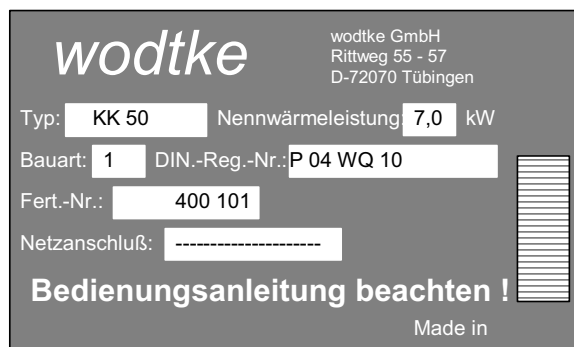 wodtke
wodtke GmbH
Rittweg 55 - 57
D-72070 Tübingen
Typ: KK 50 Nennwärmeleistung: 7,0 kW
Bauart: 1 DIN.-Reg.-Nr.: P 04 WQ 10
Fert.-Nr.: 400 101
Netzanschluß: ---------------------
Bedienungsanleitung beachten !
Made in